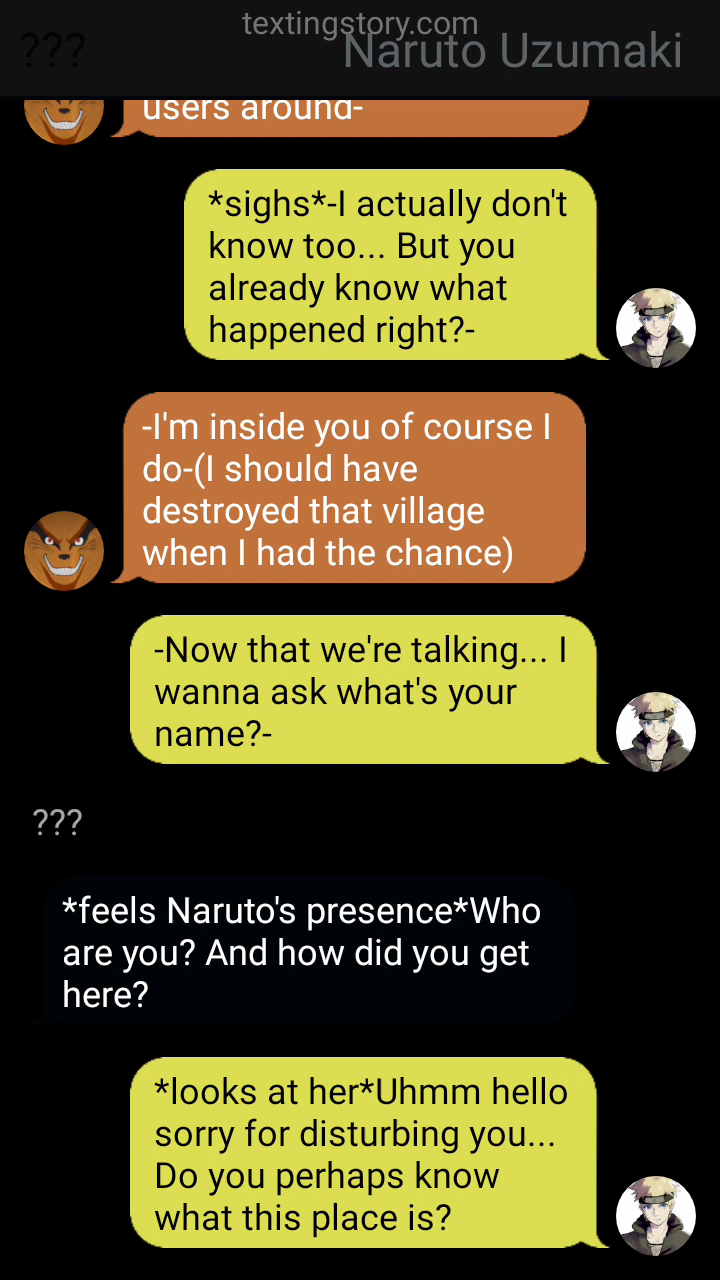 textingstory.com
???
Naruto Uzumaki
users around-
*sighs*-I actually don't
know too... But you
already know what
happened right?-
-I'm inside you of course I
do-(I should have
destroyed that village
when I had the chance)
-Now that we're talking... I
wanna ask what's your
name?-
???
*feels Naruto's presence*Who
are you? And how did you get
here?
*looks at her*Uhmm hello
sorry for disturbing you...
Do you perhaps know
what this place is?